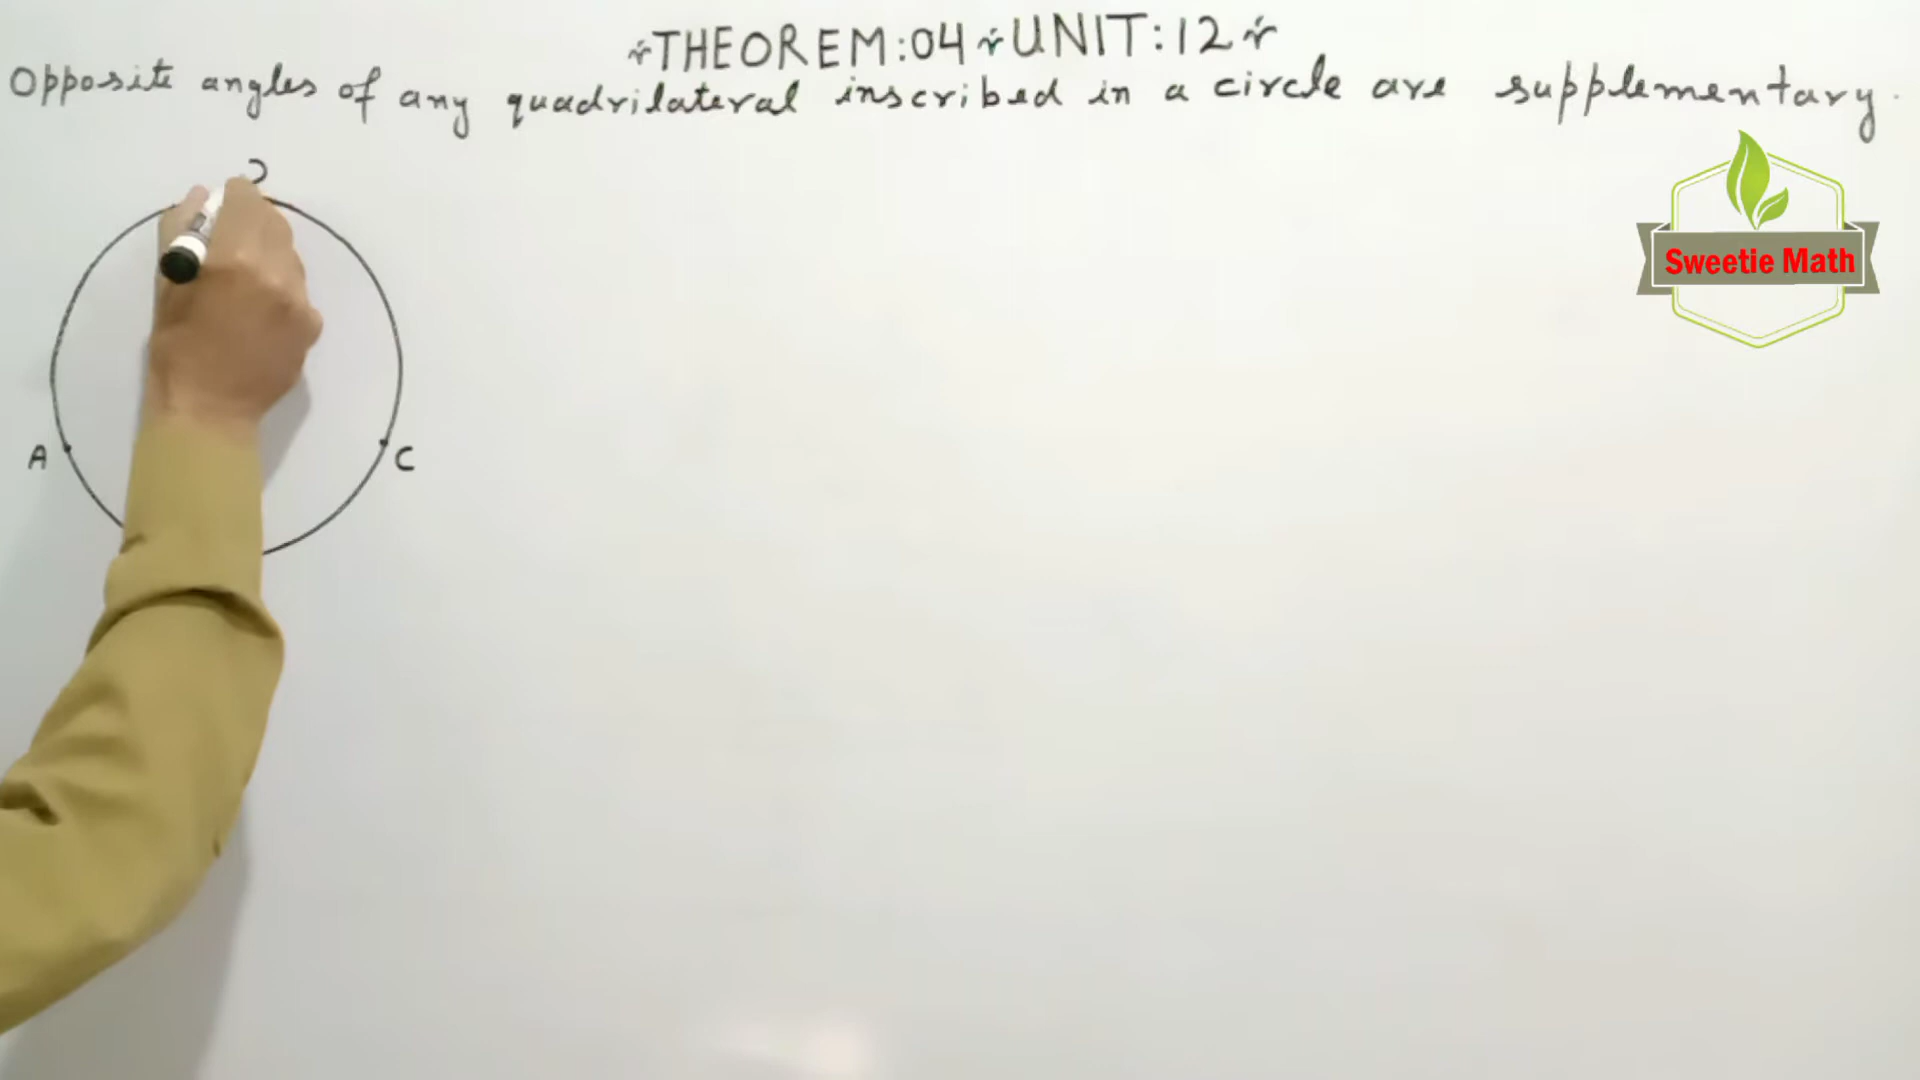 THEOREM:04 UNIT:12
Opposite angles of any quadrilateral inscribed in a circle are supplementary.
Sweetie Math
A
C